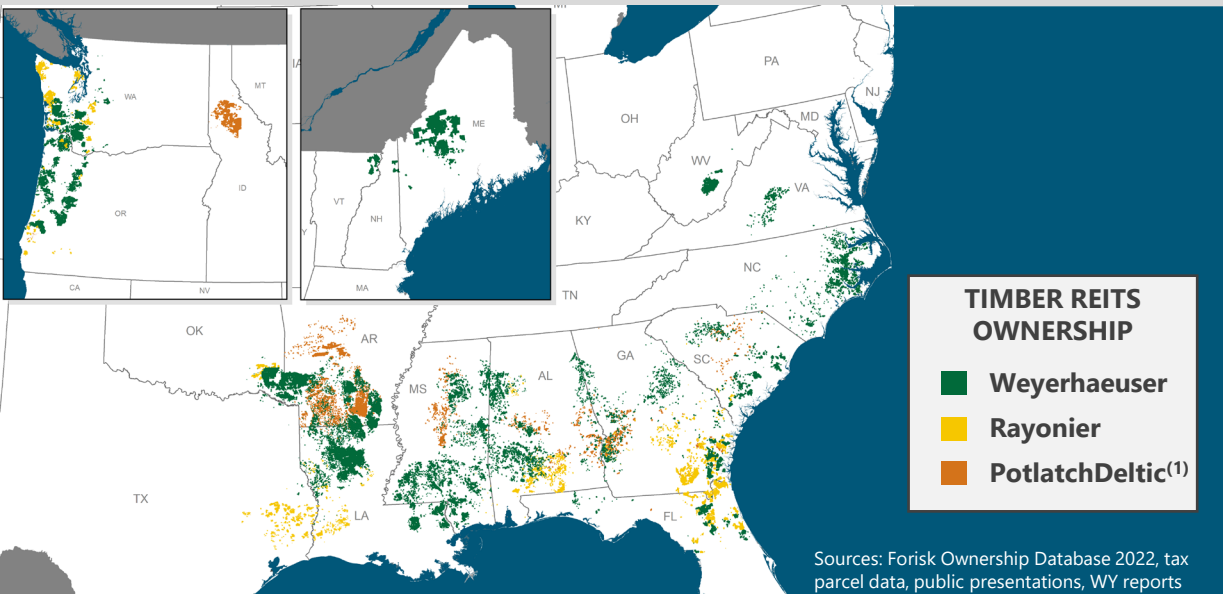 WA
MT
OR
ID
CA
NV
ME
VT
NH
MA
PA
NJ
OH
MD
WV
VA
KY
NC
TN
OK
AR
MS
AL
GA
SC
TX
LA
FL
TIMBER REITS
OWNERSHIP
Weyerhaeuser
Rayonier
PotlatchDeltic(1)
Sources: Forisk Ownership Database 2022, tax
parcel data, public presentations, WY reports